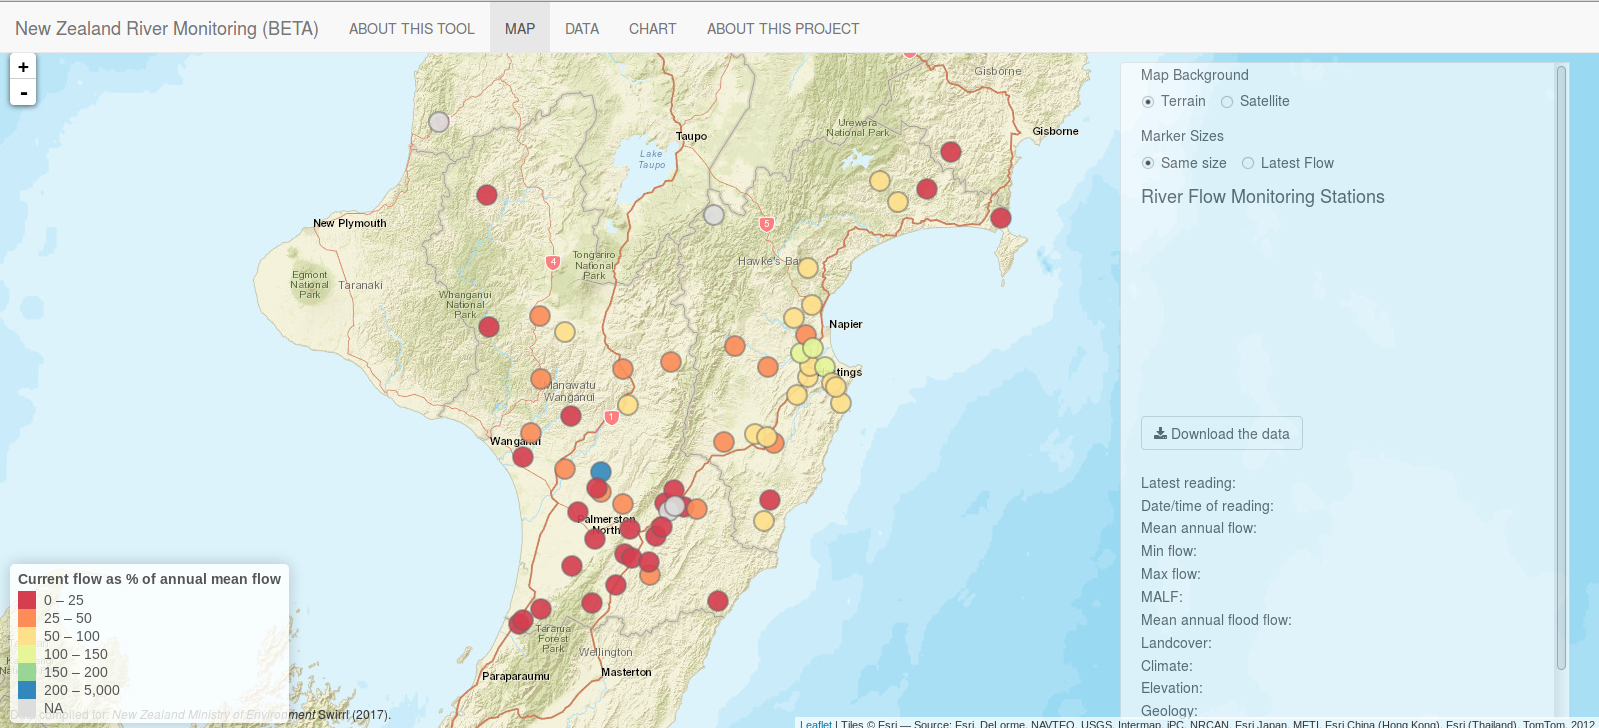 New Zealand River Monitoring (BETA)
ABOUT THIS TOOL
MAP
DATA
CHART
ABOUT THIS PROJECT
+
-
Gisborne
Urewera
National Park
Gisborne
Taupo
Lake
Taupo
New Plymouth
5
4
Tongariro
National
Park
Hawke's Ba
Egmont
National
Park
Taranaki
Whanganui
National
Park
Napier
tings
Manawatu
Wanganui
1
Wanganui
Palmerston
North
Tararua
Forest
Park
Wellington
Masterton
Paraparaumu
Map Background
Terrain
Satellite
Marker Sizes
Same size
Latest Flow
River Flow Monitoring Stations
Download the data
Latest reading:
Date/time of reading:
Mean annual flow:
Min flow:
Max flow:
MALF:
Mean annual flood flow:
Landcover:
Climate:
Elevation:
Geology:
Current flow as % of annual mean flow
0 – 25
25 – 50
50 – 100
100 – 150
150 – 200
200 – 5,000
NA
compiled for: New Zealand Ministry of Environment Swirrl (2017).
Leaflet | Tiles © Esri — Source: Esri, DeLorme, NAVTEQ, USGS, Intermap, iPC, NRCAN, Esri Japan, METI, Esri China (Hong Kong), Esri (Thailand), TomTom, 2012